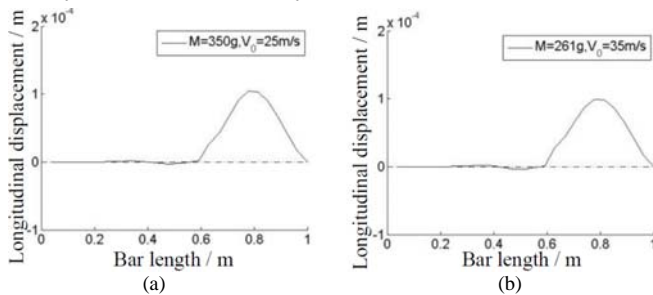 2 x 10⁻⁴
M=350g,V₀=25m/s
1
0
-1
0 0.2 0.4 0.6 0.8 1
Longitudinal displacement / m
Bar length / m
(a)
2 x 10⁻⁴
M=261g,V₀=35m/s
1
0
-1
0 0.2 0.4 0.6 0.8 1
Longitudinal displacement / m
Bar length / m
(b)